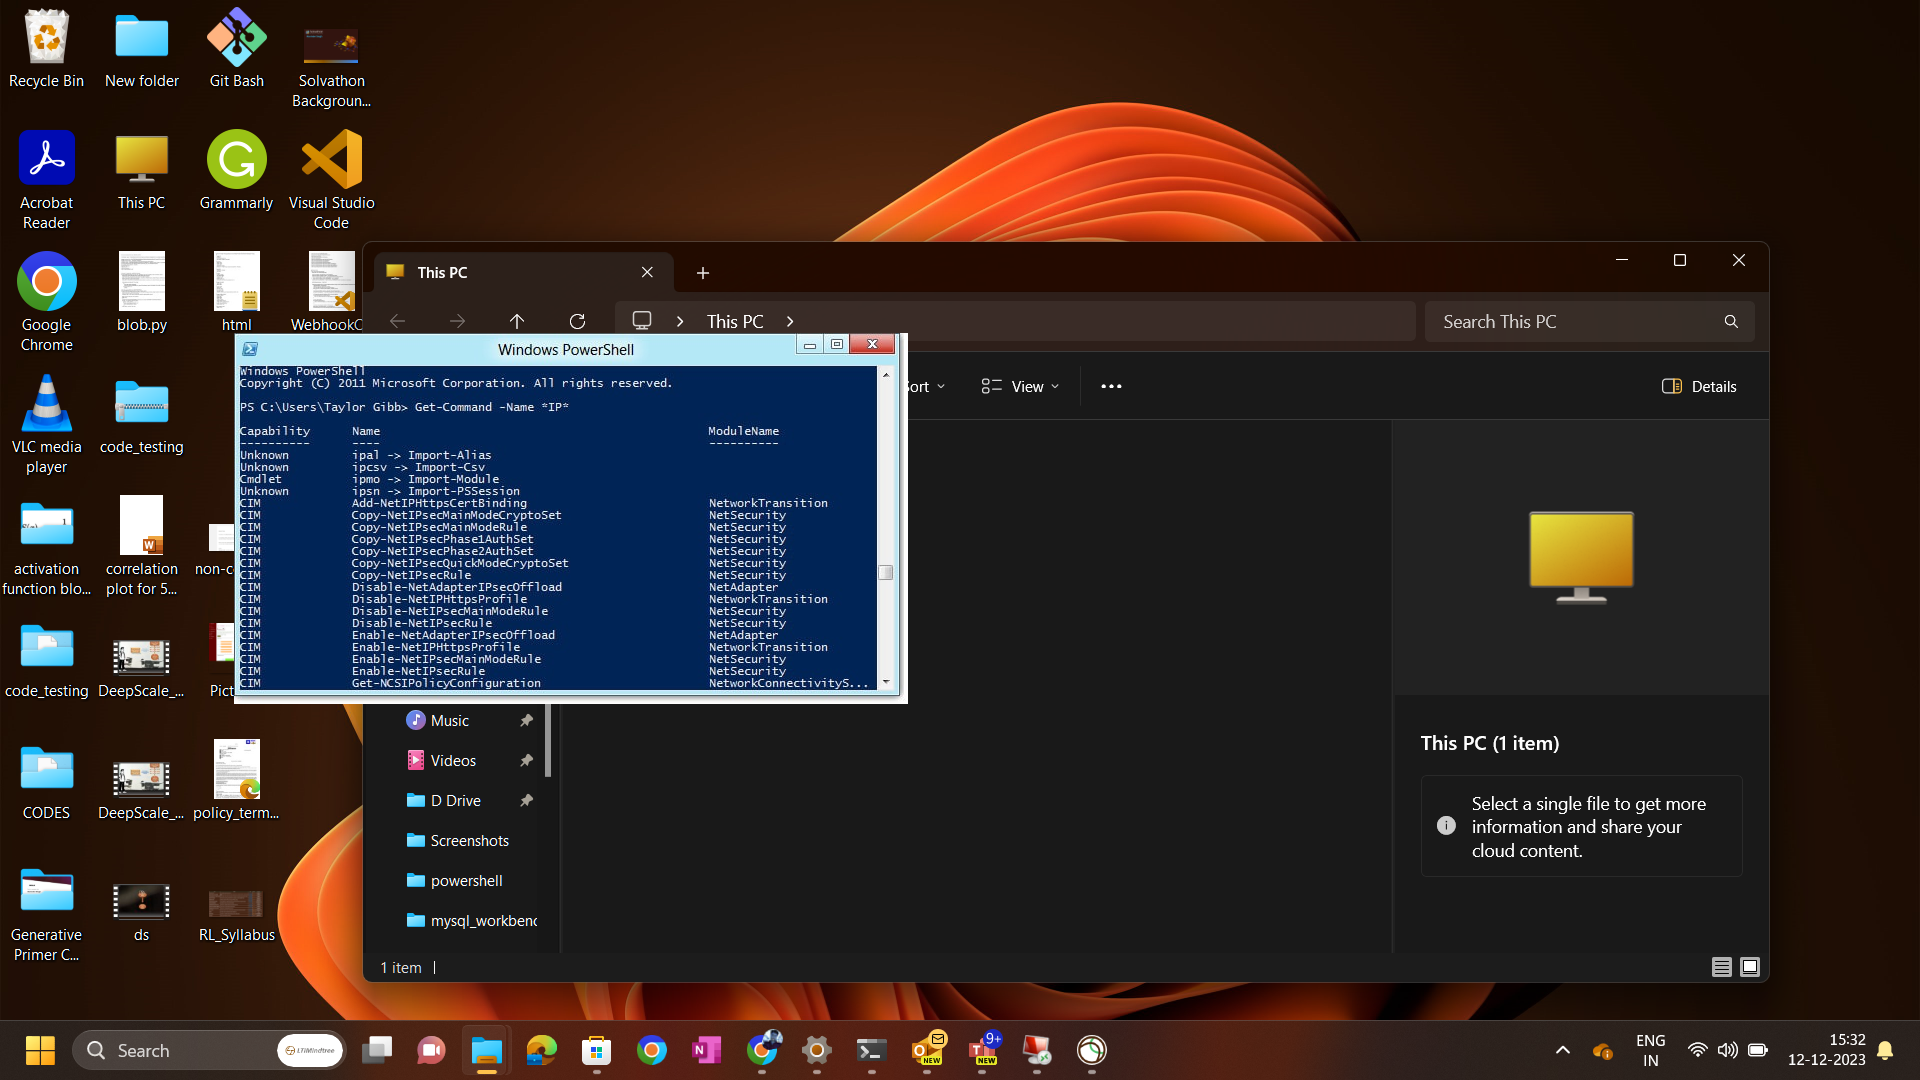 Recycle Bin
New folder
Git Bash
Solvathon
Backgroun...
Acrobat
Reader
This PC
Grammarly
Visual Studio
Code
Google
Chrome
blob.py
html
WebhookC
VLC media
player
code_testing
activation
function blo...
correlation
plot for 5...
non-c
code_testing
DeepScale_...
Pict
CODES
DeepScale_...
policy_term...
Generative
Primer C...
ds
RL_Syllabus
This PC
This PC
Search This PC
ort
View
Details
Windows PowerShell
Windows PowerShell
Copyright (C) 2011 Microsoft Corporation. All rights reserved.
PS C:\Users\Taylor Gibb> Get-Command -Name *IP*
Capability Name ModuleName
---------- ---- ----------
Unknown ipal -> Import-Alias
Unknown ipcsv -> Import-Csv
Cmdlet ipmo -> Import-Module
Unknown ipsn -> Import-PSSession
CIM Add-NetIPHttpsCertBinding NetworkTransition
CIM Copy-NetIPsecMainModeCryptoSet NetSecurity
CIM Copy-NetIPsecMainModeRule NetSecurity
CIM Copy-NetIPsecPhase1AuthSet NetSecurity
CIM Copy-NetIPsecPhase2AuthSet NetSecurity
CIM Copy-NetIPsecQuickModeCryptoSet NetSecurity
CIM Copy-NetIPsecRule NetSecurity
CIM Disable-NetAdapterIPsecOffload NetAdapter
CIM Disable-NetIPHttpsProfile NetworkTransition
CIM Disable-NetIPsecMainModeRule NetSecurity
CIM Disable-NetIPsecRule NetSecurity
CIM Enable-NetAdapterIPsecOffload NetAdapter
CIM Enable-NetIPHttpsProfile NetworkTransition
CIM Enable-NetIPsecMainModeRule NetSecurity
CIM Enable-NetIPsecRule NetSecurity
CIM Get-NCSIPolicyConfiguration NetworkConnectivityS...
Music
Videos
D Drive
Screenshots
powershell
mysql_workbenc
This PC (1 item)
Select a single file to get more
information and share your
cloud content.
1 item
Search
LTIMindtree
NEW
9+
NEW
ENG
IN
15:32
12-12-2023